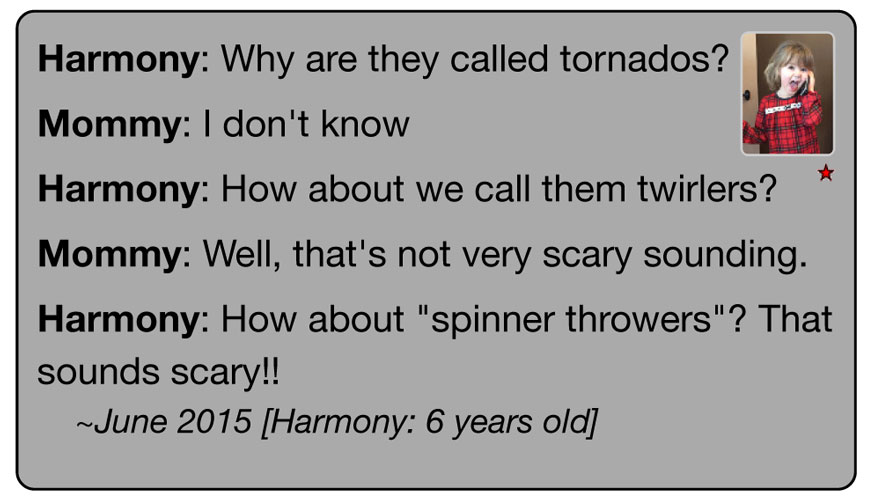 Harmony: Why are they called tornados?
Mommy: I don't know
Harmony: How about we call them twirlers?
Mommy: Well, that's not very scary sounding.
Harmony: How about "spinner throwers"? That
sounds scary!!
~June 2015 [Harmony: 6 years old]